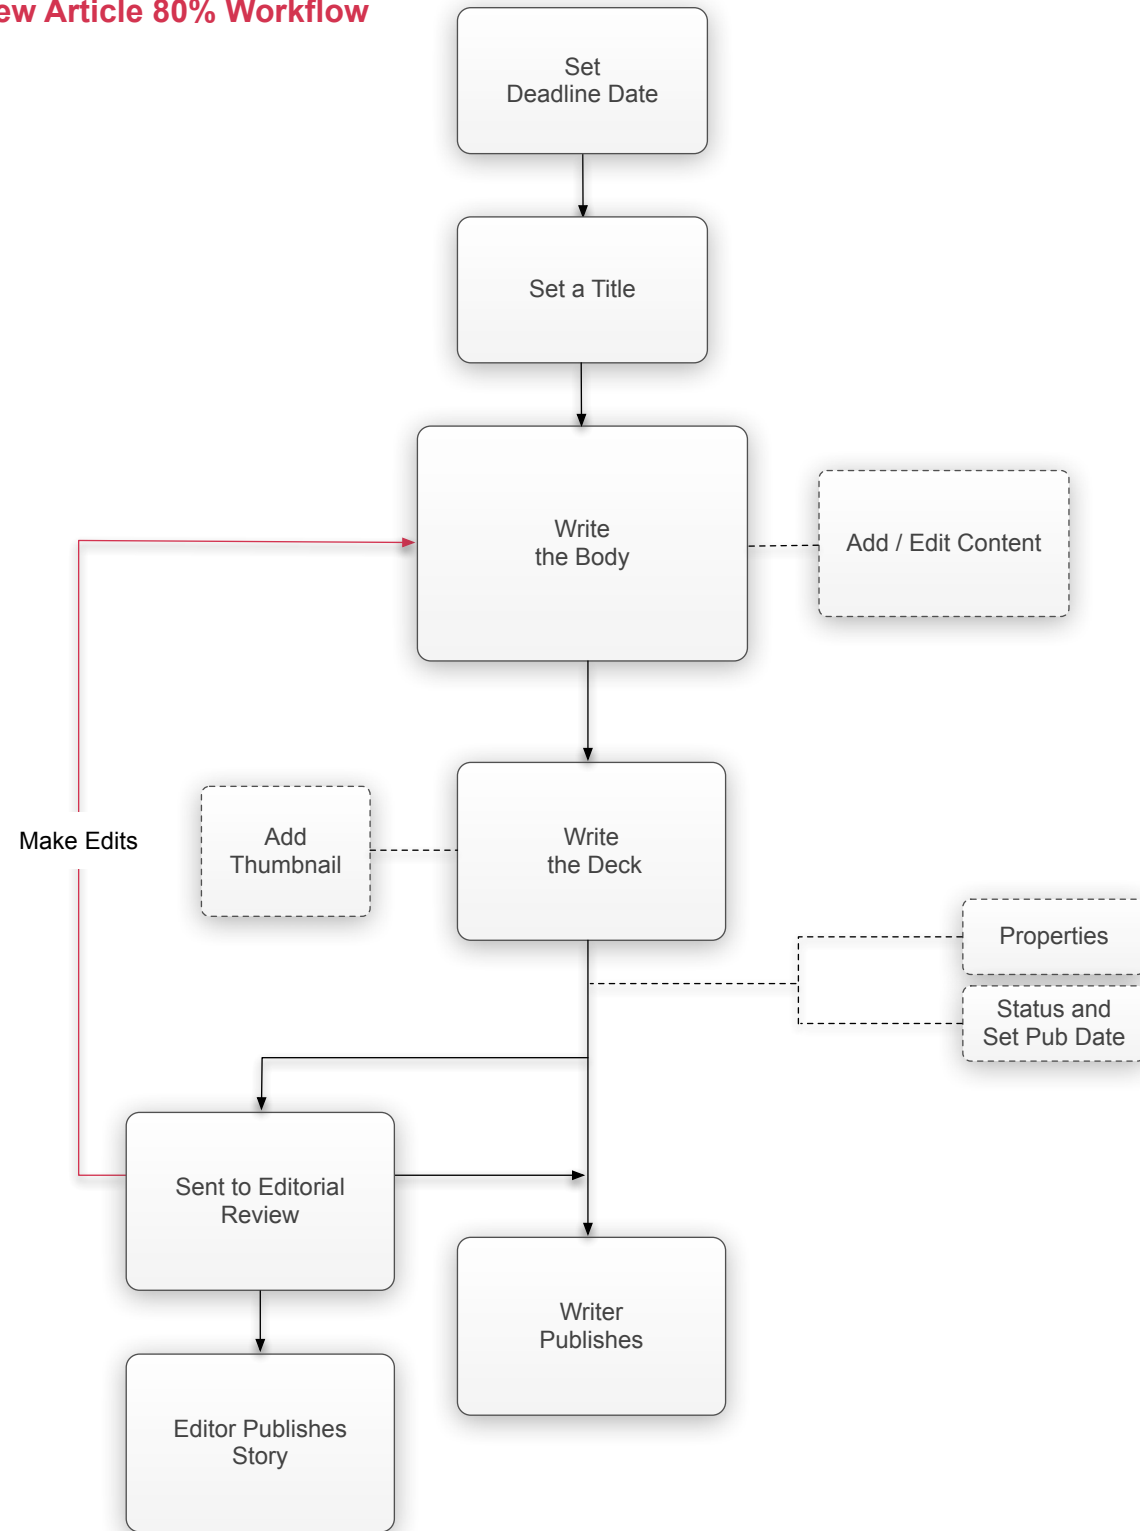 ew Article 80% Workflow
Set
Deadline Date
Set a Title
Write
the Body
Add / Edit Content
Make Edits
Add
Thumbnail
Write
the Deck
Properties
Status and
Set Pub Date
Sent to Editorial
Review
Writer
Publishes
Editor Publishes
Story